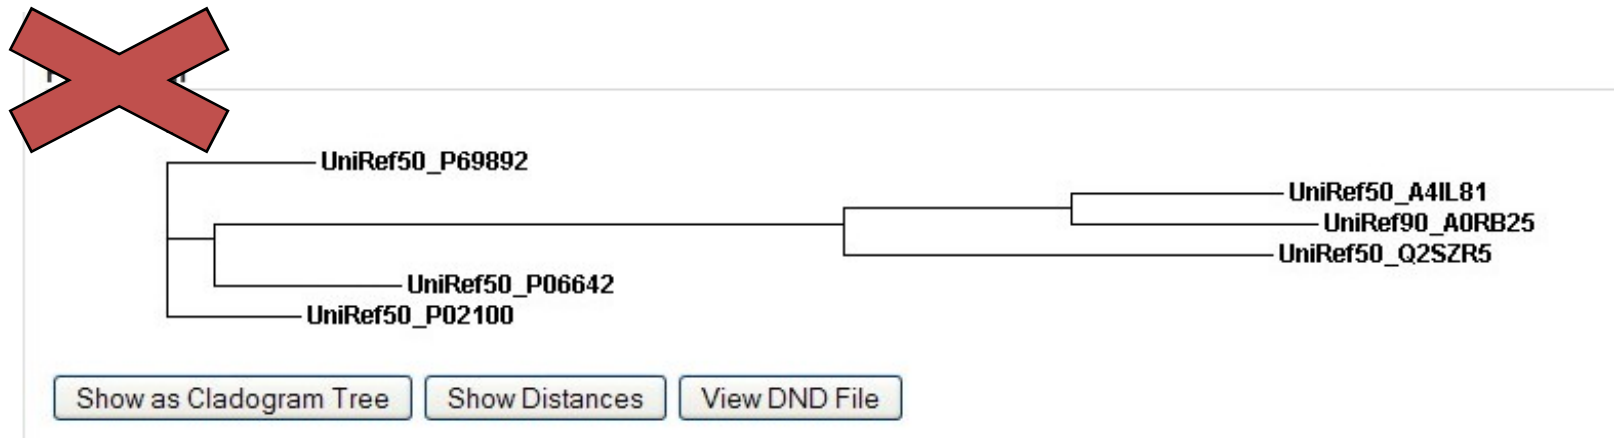 UniRef50_P69892
UniRef50_A4IL81
UniRef90_A0RB25
UniRef50_Q2SZR5
UniRef50_P06642
UniRef50_P02100
Show as Cladogram Tree Show Distances View DND File